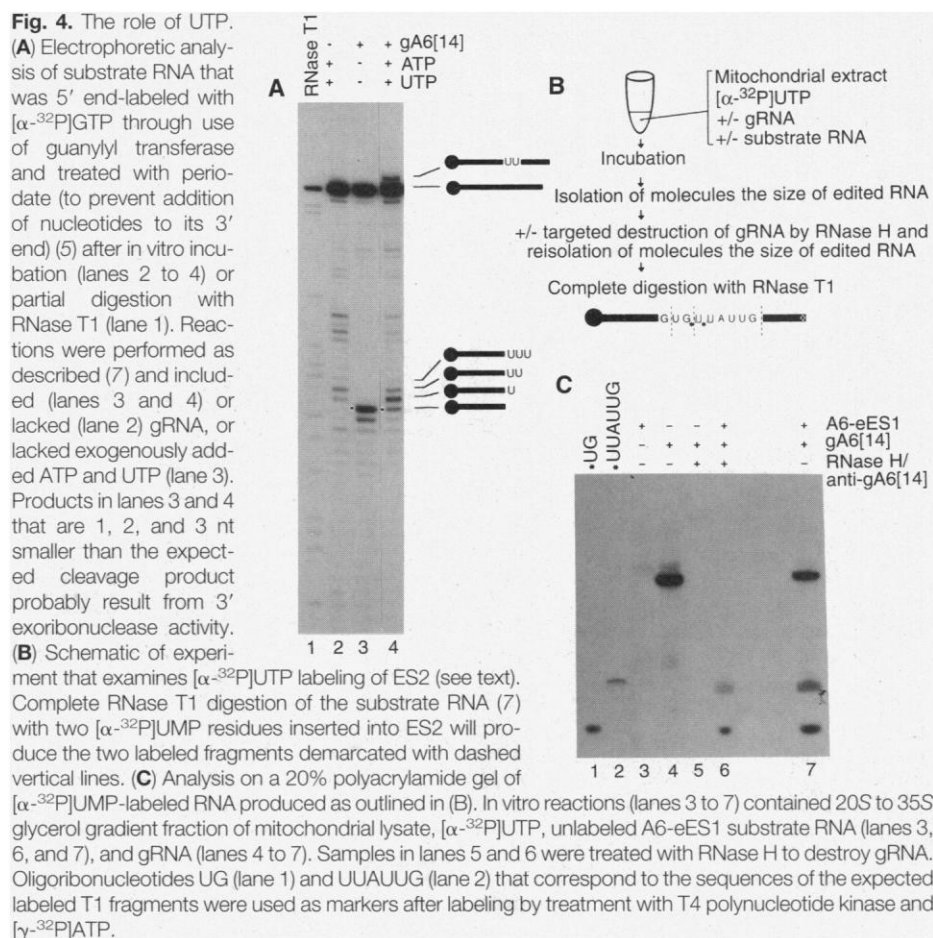 Fig. 4. The role of UTP.
(A) Electrophoretic analy-
sis of substrate RNA that
was 5′ end-labeled with
[α-³²P]GTP through use
of guanylyl transferase
and treated with perio-
date (to prevent addition
of nucleotides to its 3′
end) (5) after in vitro incu-
bation (lanes 2 to 4) or
partial digestion with
RNase T1 (lane 1). Reac-
tions were performed as
described (7) and includ-
ed (lanes 3 and 4) or
lacked (lane 2) gRNA, or
lacked exogenously add-
ed ATP and UTP (lane 3).
Products in lanes 3 and 4
that are 1, 2, and 3 nt
smaller than the expect-
ed cleavage product
probably result from 3′
exoribonuclease activity.
(B) Schematic of experi-
ment that examines [α-³²P]UTP labeling of ES2 (see text).
Complete RNase T1 digestion of the substrate RNA (7)
with two [α-³²P]UMP residues inserted into ES2 will pro-
duce the two labeled fragments demarcated with dashed
vertical lines. (C) Analysis on a 20% polyacrylamide gel of
[α-³²P]UMP-labeled RNA produced as outlined in (B). In vitro reactions (lanes 3 to 7) contained 20S to 35S
glycerol gradient fraction of mitochondrial lysate, [α-³²P]UTP, unlabeled A6-eES1 substrate RNA (lanes 3,
6, and 7), and gRNA (lanes 4 to 7). Samples in lanes 5 and 6 were treated with RNase H to destroy gRNA.
Oligoribonucleotides UG (lane 1) and UUAUUG (lane 2) that correspond to the sequences of the expected
labeled T1 fragments were used as markers after labeling by treatment with T4 polynucleotide kinase and
[γ-³²P]ATP.
A
RNase T1
- + + gA6[14]
+ - + ATP
+ - + UTP
UU
UUU
UU
U
1 2 3 4
B
Mitochondrial extract
[α-³²P]UTP
+/- gRNA
+/- substrate RNA
Incubation
Isolation of molecules the size of edited RNA
+/- targeted destruction of gRNA by RNase H and
reisolation of molecules the size of edited RNA
Complete digestion with RNase T1
G U G U U A U U G
C
•UG
•UUAUUG
+ - - + + A6-eES1
- + + + + gA6[14]
- - + + - RNase H/
anti-gA6[14]
1 2 3 4 5 6 7